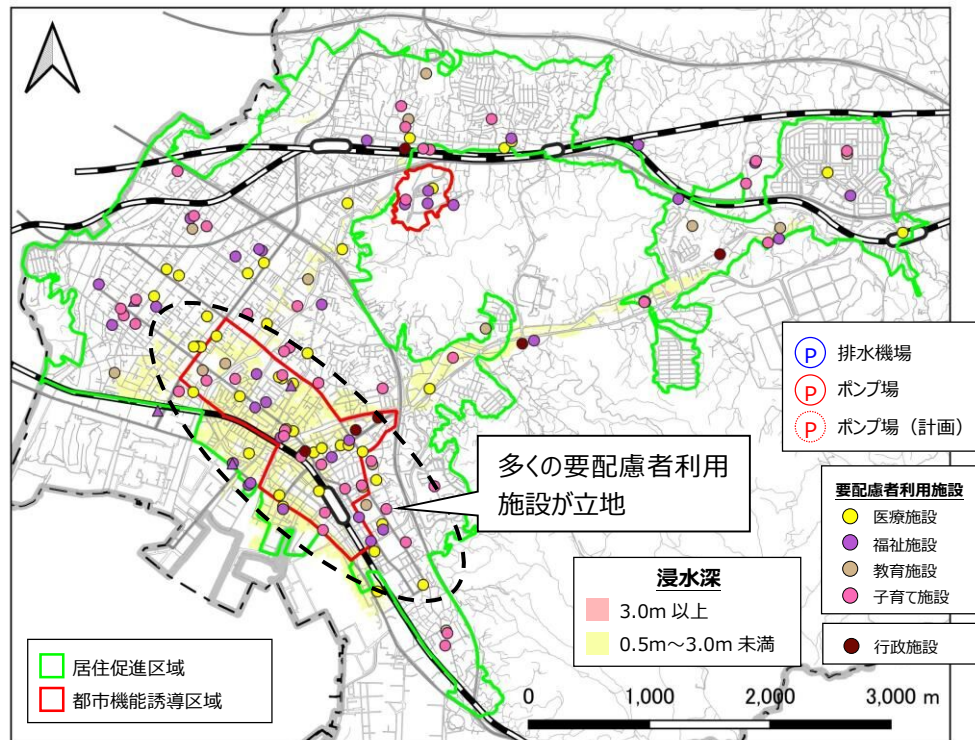 P 排水機場
P ポンプ場
P ポンプ場（計画）
多くの要配慮者利用
施設が立地
要配慮者利用施設
医療施設
福祉施設
教育施設
子育て施設
行政施設
浸水深
3.0m 以上
0.5m～3.0m 未満
居住促進区域
都市機能誘導区域
0 1,000 2,000 3,000 m